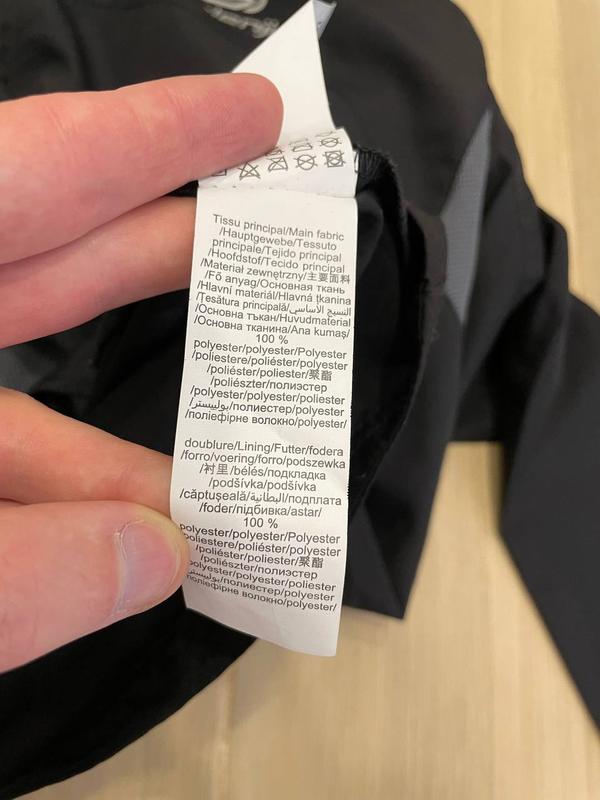 Tissu principal/Main fabric
/Hauptgewebe/Tessuto
principale/Tejido principal
/Hoofdstof/Tecido principal
/Materiał zewnętrzny/主要面料
/Fő anyag/Основная ткань
/Hlavní materiál/Hlavná tkanina
/Țesătura principală/النسيج الأساسي
/Основна тъкан/Huvudmaterial
/Основна тканина/Ana kumaş/
100 %
polyester/polyester/Polyester
/poliestere/poliéster/polyester
/poliéster/poliester/聚酯
/poliészter/полиэстер
/polyester/polyester/poliester
/بوليستر/полиестер/polyester
/поліефірне волокно/polyester/
doublure/Lining/Futter/fodera
/forro/voering/forro/podszewka
/衬里/bélés/подкладка
/podšívka/podšívka
/căptușeală/البطانية/подплата
/foder/підбивка/astar/
100 %
polyester/polyester/Polyester
poliestere/poliéster/polyester
/poliéster/poliester/聚酯
/poliészter/полиэстер
polyester/polyester/poliester
بوليستر/полиестер/polyester
поліефірне волокно/polyester/